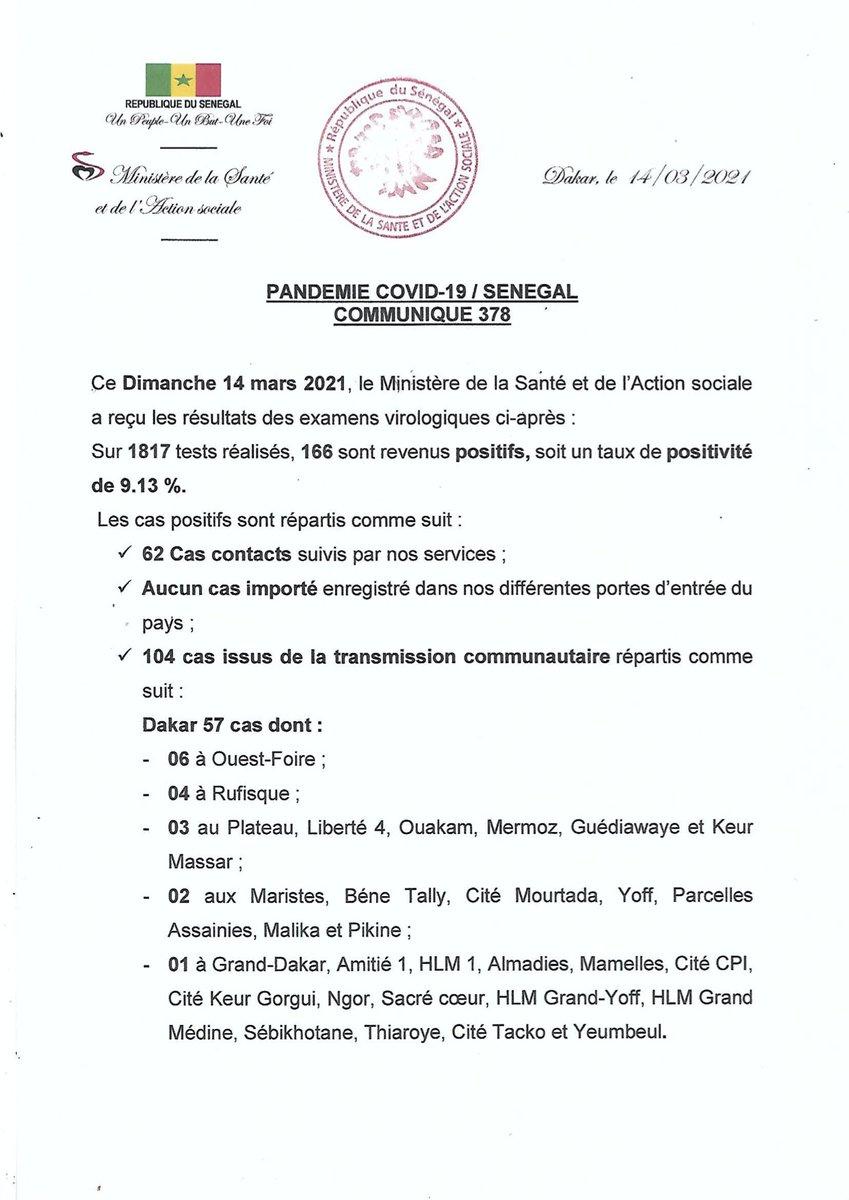 REPUBLIQUE DU SENEGAL
Un Peuple-Un But-Une Foi
Ministère de la Santé
et de l'Action sociale
★ République du Sénégal ★
MINISTERE DE LA SANTE ET DE L'ACTION SOCIALE
Dakar, le 14/03/2021
PANDEMIE COVID-19 / SENEGAL
COMMUNIQUE 378
Ce Dimanche 14 mars 2021, le Ministère de la Santé et de l'Action sociale
a reçu les résultats des examens virologiques ci-après :
Sur 1817 tests réalisés, 166 sont revenus positifs, soit un taux de positivité
de 9.13 %.
Les cas positifs sont répartis comme suit :
✓ 62 Cas contacts suivis par nos services ;
✓ Aucun cas importé enregistré dans nos différentes portes d'entrée du
pays ;
✓ 104 cas issus de la transmission communautaire répartis comme
suit :
Dakar 57 cas dont :
- 06 à Ouest-Foire ;
- 04 à Rufisque ;
- 03 au Plateau, Liberté 4, Ouakam, Mermoz, Guédiawaye et Keur
Massar ;
- 02 aux Maristes, Béne Tally, Cité Mourtada, Yoff, Parcelles
Assainies, Malika et Pikine ;
- 01 à Grand-Dakar, Amitié 1, HLM 1, Almadies, Mamelles, Cité CPI,
Cité Keur Gorgui, Ngor, Sacré cœur, HLM Grand-Yoff, HLM Grand
Médine, Sébikhotane, Thiaroye, Cité Tacko et Yeumbeul.